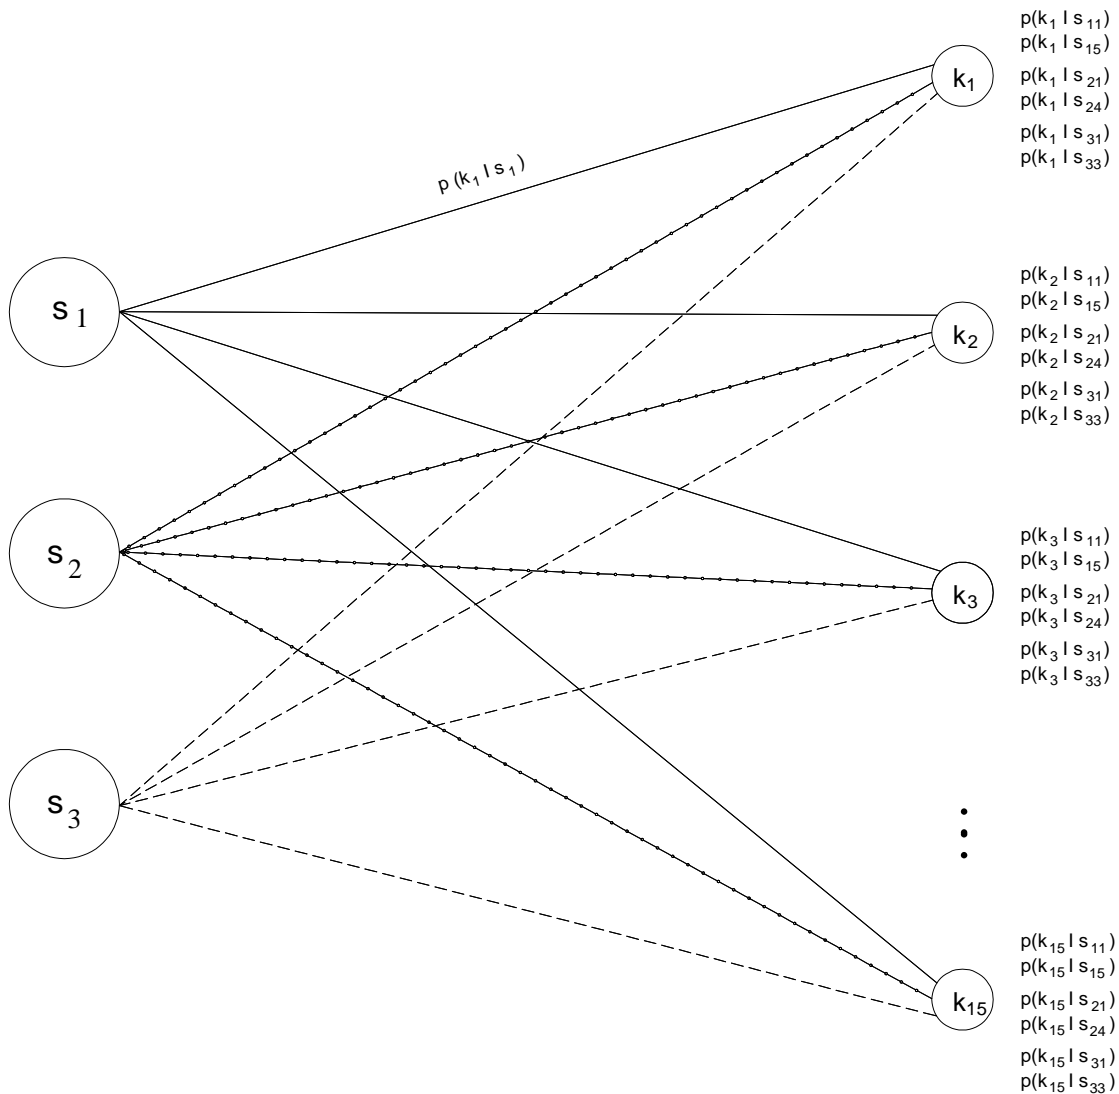 p(k₁ | s₁₁)
p(k₁ | s₁₅)
p(k₁ | s₂₁)
p(k₁ | s₂₄)
p(k₁ | s₃₁)
p(k₁ | s₃₃)
k₁
p (k₁ | s₁)
s₁
p(k₂ | s₁₁)
p(k₂ | s₁₅)
p(k₂ | s₂₁)
p(k₂ | s₂₄)
p(k₂ | s₃₁)
p(k₂ | s₃₃)
k₂
s₂
p(k₃ | s₁₁)
p(k₃ | s₁₅)
p(k₃ | s₂₁)
p(k₃ | s₂₄)
p(k₃ | s₃₁)
p(k₃ | s₃₃)
k₃
s₃
p(k₁₅ | s₁₁)
p(k₁₅ | s₁₅)
p(k₁₅ | s₂₁)
p(k₁₅ | s₂₄)
p(k₁₅ | s₃₁)
p(k₁₅ | s₃₃)
k₁₅